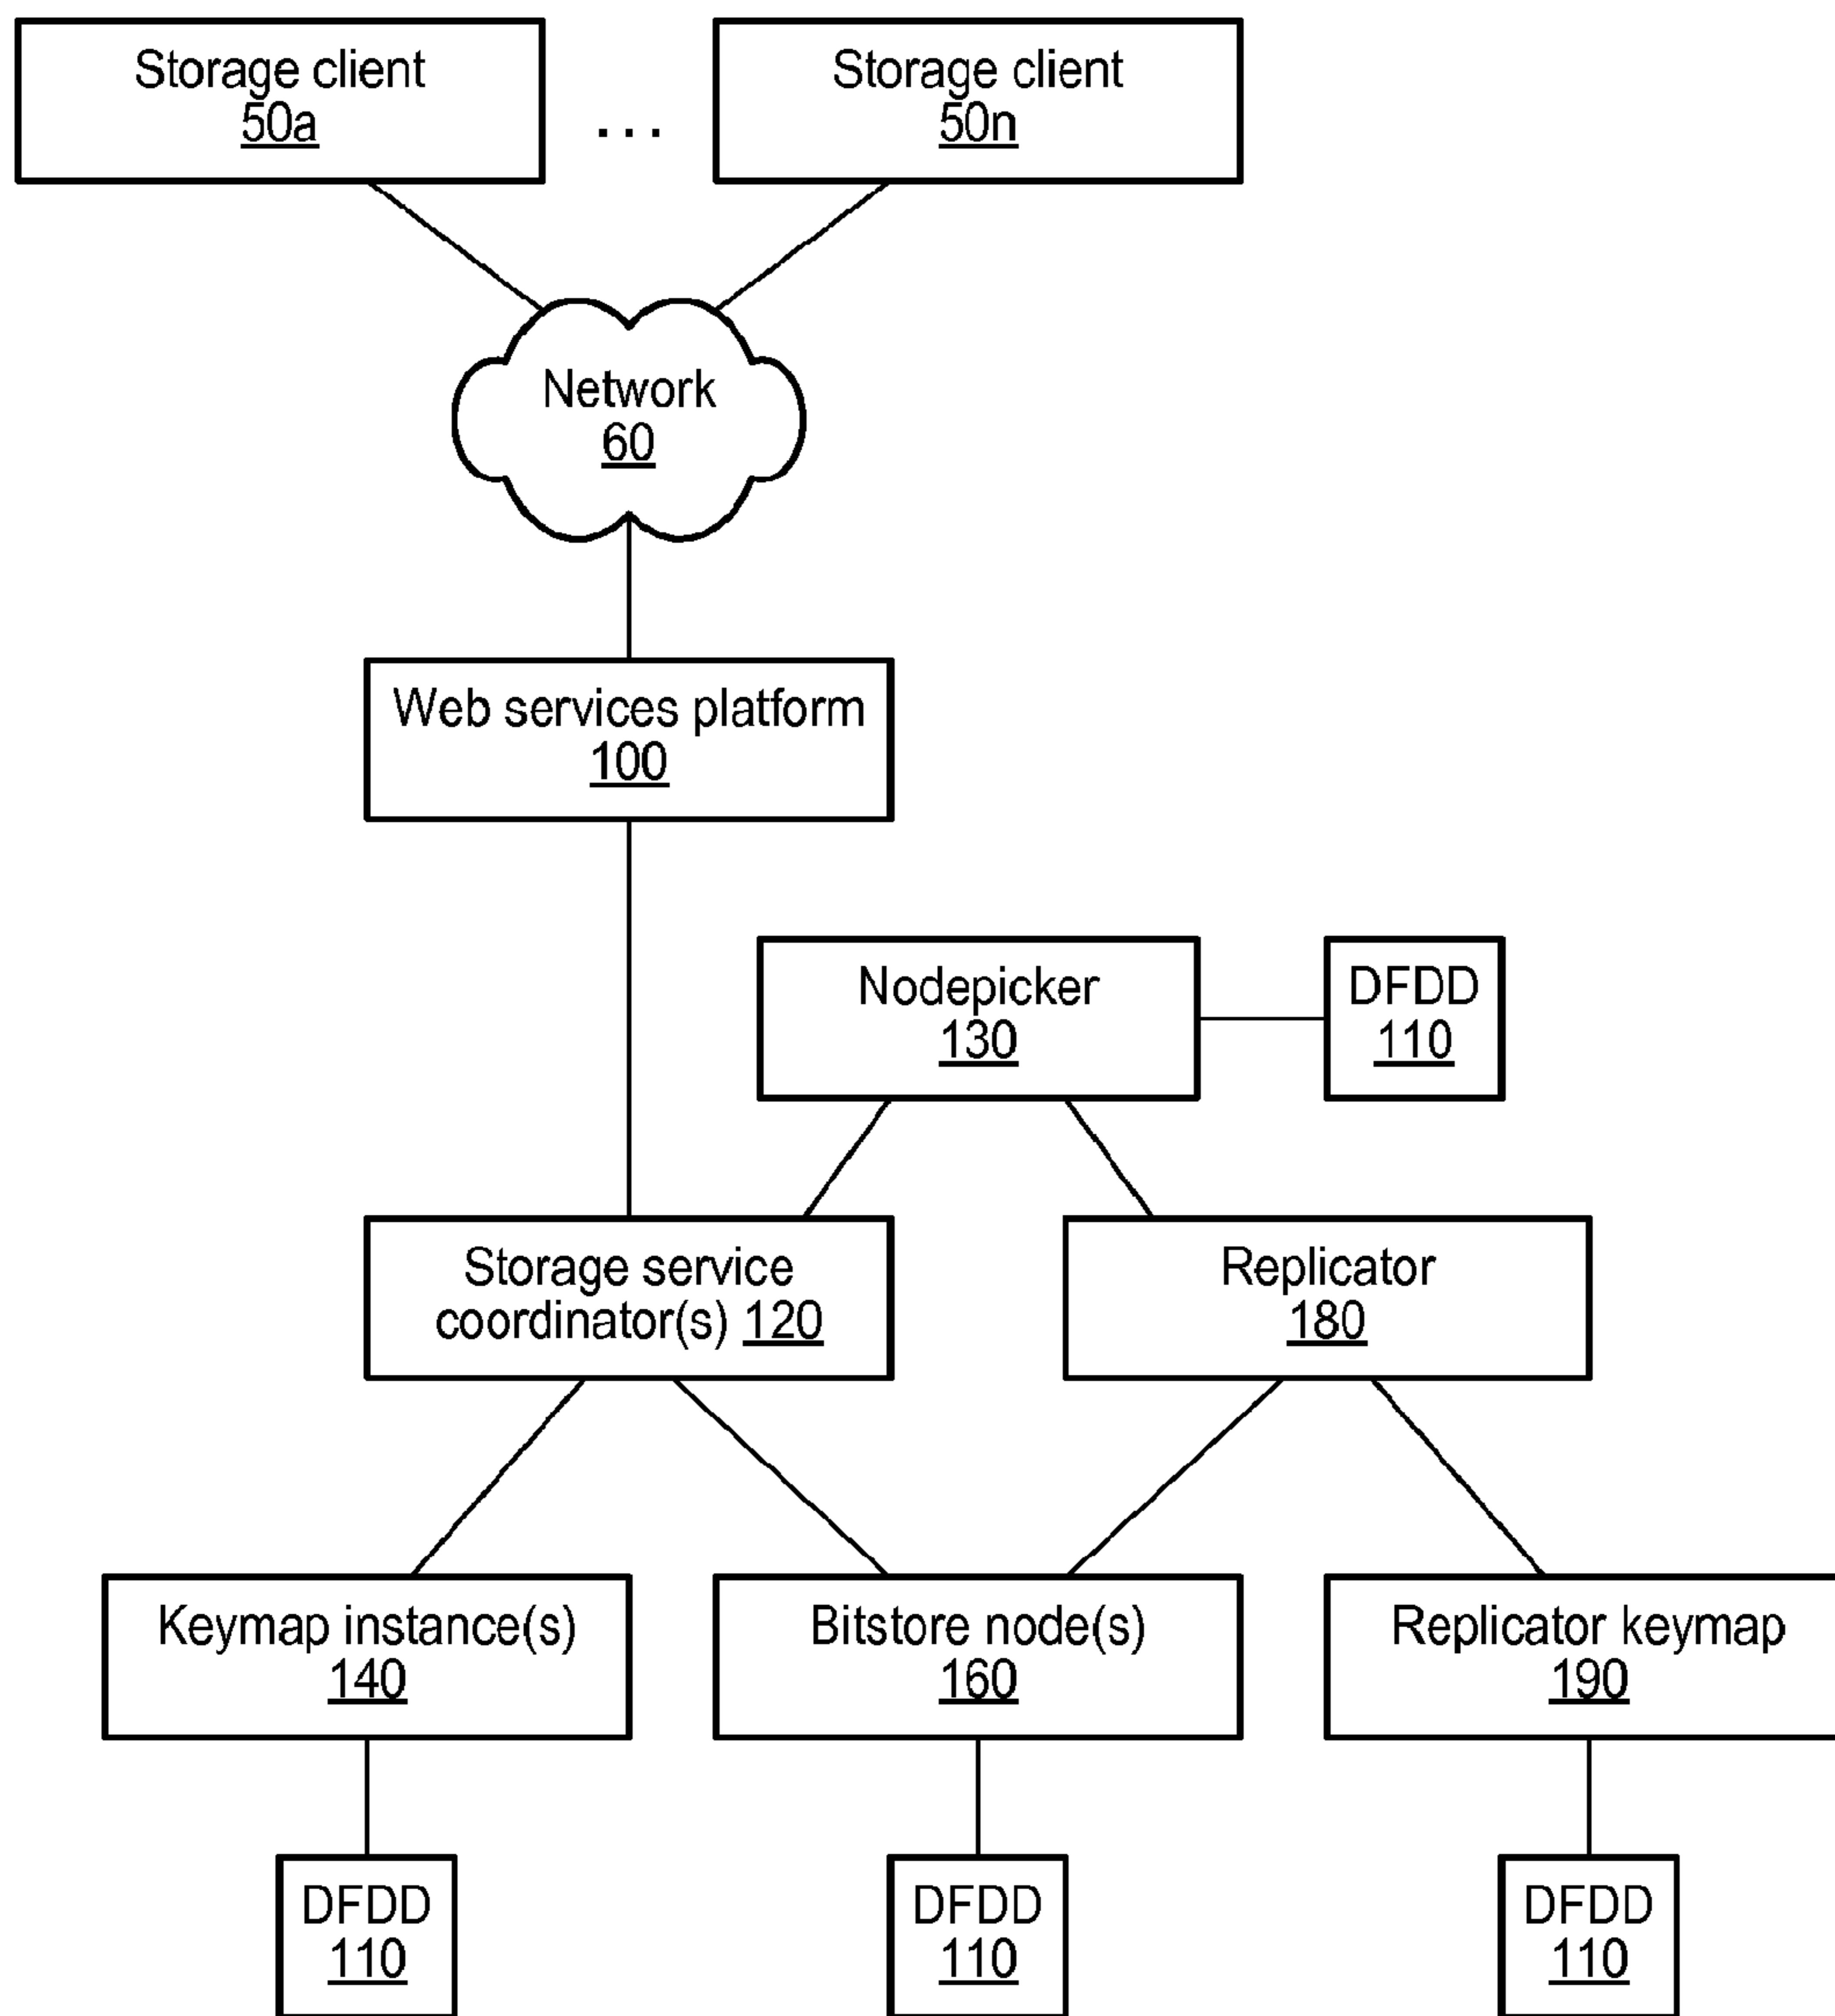 Storage client
50a
...
Storage client
50n
Network
60
Web services platform
100
Nodepicker
130
DFDD
110
Storage service
coordinator(s) 120
Replicator
180
Keymap instance(s)
140
Bitstore node(s)
160
Replicator keymap
190
DFDD
110
DFDD
110
DFDD
110